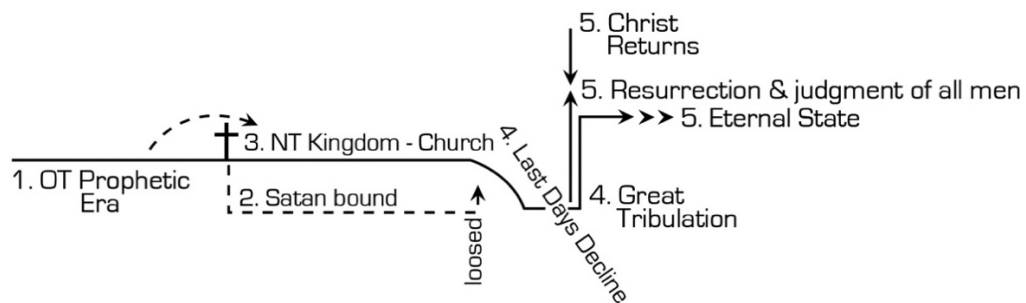 5. Christ
Returns
5. Resurrection & judgment of all men
5. Eternal State
3. NT Kingdom - Church
4. Last Days Decline
1. OT Prophetic
Era
2. Satan bound
loosed
4. Great
Tribulation